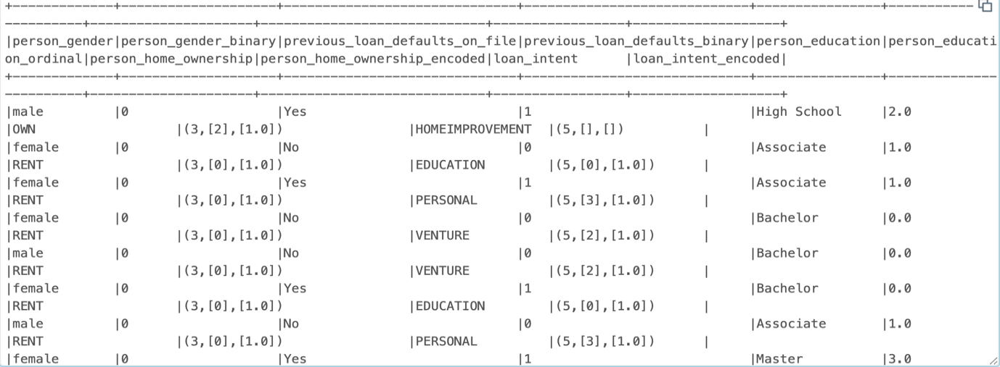 +--------------+--------------------+------------------------------+-----------------------------+----------------+-----------
----------+---------------------+-----------------------------+-----------------+-------------------+
|person_gender|person_gender_binary|previous_loan_defaults_on_file|previous_loan_defaults_binary|person_education|person_educati
on_ordinal|person_home_ownership|person_home_ownership_encoded|loan_intent      |loan_intent_encoded|
+-------------+--------------------+------------------------------+-----------------------------+----------------+--------------
----------+---------------------+-----------------------------+-----------------+-------------------+
|male         |0                   |Yes                           |1                            |High School     |2.0
|OWN                  |(3,[2],[1.0])                |HOMEIMPROVEMENT  |(5,[],[])          |
|female       |0                   |No                            |0                            |Associate       |1.0
|RENT                 |(3,[0],[1.0])                |EDUCATION        |(5,[0],[1.0])      |
|female       |0                   |Yes                           |1                            |Associate       |1.0
|RENT                 |(3,[0],[1.0])                |PERSONAL         |(5,[3],[1.0])      |
|female       |0                   |No                            |0                            |Bachelor        |0.0
|RENT                 |(3,[0],[1.0])                |VENTURE          |(5,[2],[1.0])      |
|male         |0                   |No                            |0                            |Bachelor        |0.0
|RENT                 |(3,[0],[1.0])                |VENTURE          |(5,[2],[1.0])      |
|female       |0                   |Yes                           |1                            |Bachelor        |0.0
|RENT                 |(3,[0],[1.0])                |EDUCATION        |(5,[0],[1.0])      |
|male         |0                   |No                            |0                            |Associate       |1.0
|RENT                 |(3,[0],[1.0])                |PERSONAL         |(5,[3],[1.0])      |
|female       |0                   |Yes                           |1                            |Master          |3.0